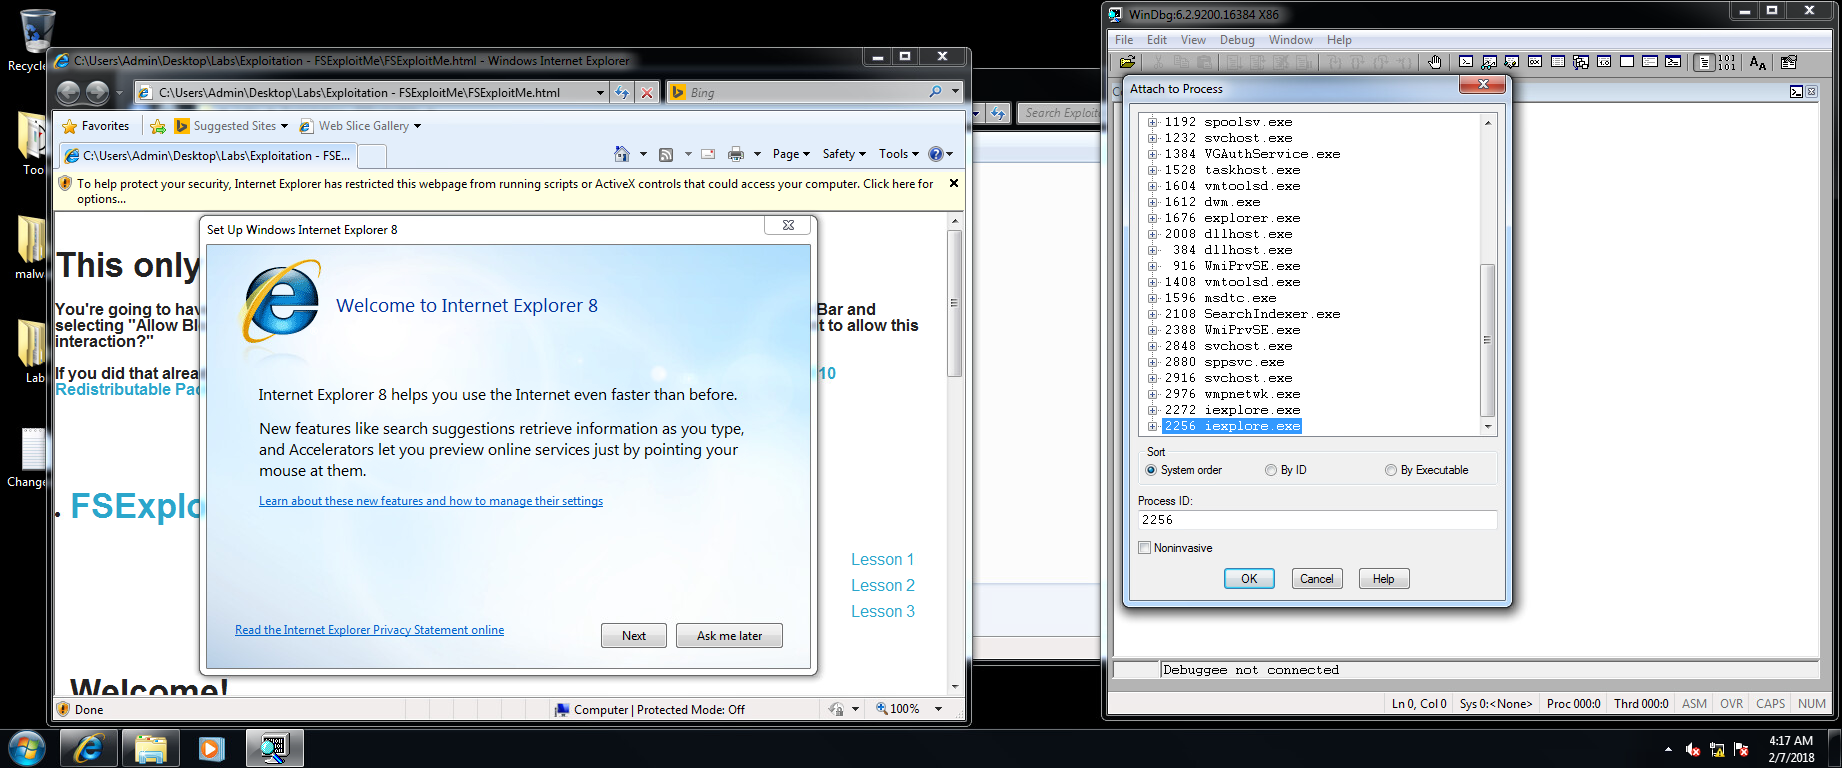 Recycle
Too
malw
Lab
Change
C:\Users\Admin\Desktop\Labs\Exploitation - FSExploitMe\FSExploitMe.html - Windows Internet Explorer
C:\Users\Admin\Desktop\Labs\Exploitation - FSExploitMe\FSExploitMe.html
Bing
Favorites
Suggested Sites
Web Slice Gallery
C:\Users\Admin\Desktop\Labs\Exploitation - FSE...
Page
Safety
Tools
To help protect your security, Internet Explorer has restricted this webpage from running scripts or ActiveX controls that could access your computer. Click here for
options...
This only
You're going to hav Bar and
selecting "Allow Bl t to allow this
interaction?"
If you did that alrea 10
Redistributable Pac
. FSExplo
Lesson 1
Lesson 2
Lesson 3
Welcome!
Set Up Windows Internet Explorer 8
Welcome to Internet Explorer 8
Internet Explorer 8 helps you use the Internet even faster than before.
New features like search suggestions retrieve information as you type,
and Accelerators let you preview online services just by pointing your
mouse at them.
Learn about these new features and how to manage their settings
Read the Internet Explorer Privacy Statement online
Next
Ask me later
Done
Computer | Protected Mode: Off
100%
Search Exploita
WinDbg:6.2.9200.16384 X86
File Edit View Debug Window Help
Co
Attach to Process
1192 spoolsv.exe
1232 svchost.exe
1384 VGAuthService.exe
1528 taskhost.exe
1604 vmtoolsd.exe
1612 dwm.exe
1676 explorer.exe
2008 dllhost.exe
384 dllhost.exe
916 WmiPrvSE.exe
1408 vmtoolsd.exe
1596 msdtc.exe
2108 SearchIndexer.exe
2388 WmiPrvSE.exe
2848 svchost.exe
2880 sppsvc.exe
2916 svchost.exe
2976 wmpnetwk.exe
2272 iexplore.exe
2256 iexplore.exe
Sort
System order
By ID
By Executable
Process ID:
2256
Noninvasive
OK
Cancel
Help
Debuggee not connected
Ln 0, Col 0 Sys 0:<None> Proc 000:0 Thrd 000:0 ASM OVR CAPS NUM
4:17 AM
2/7/2018